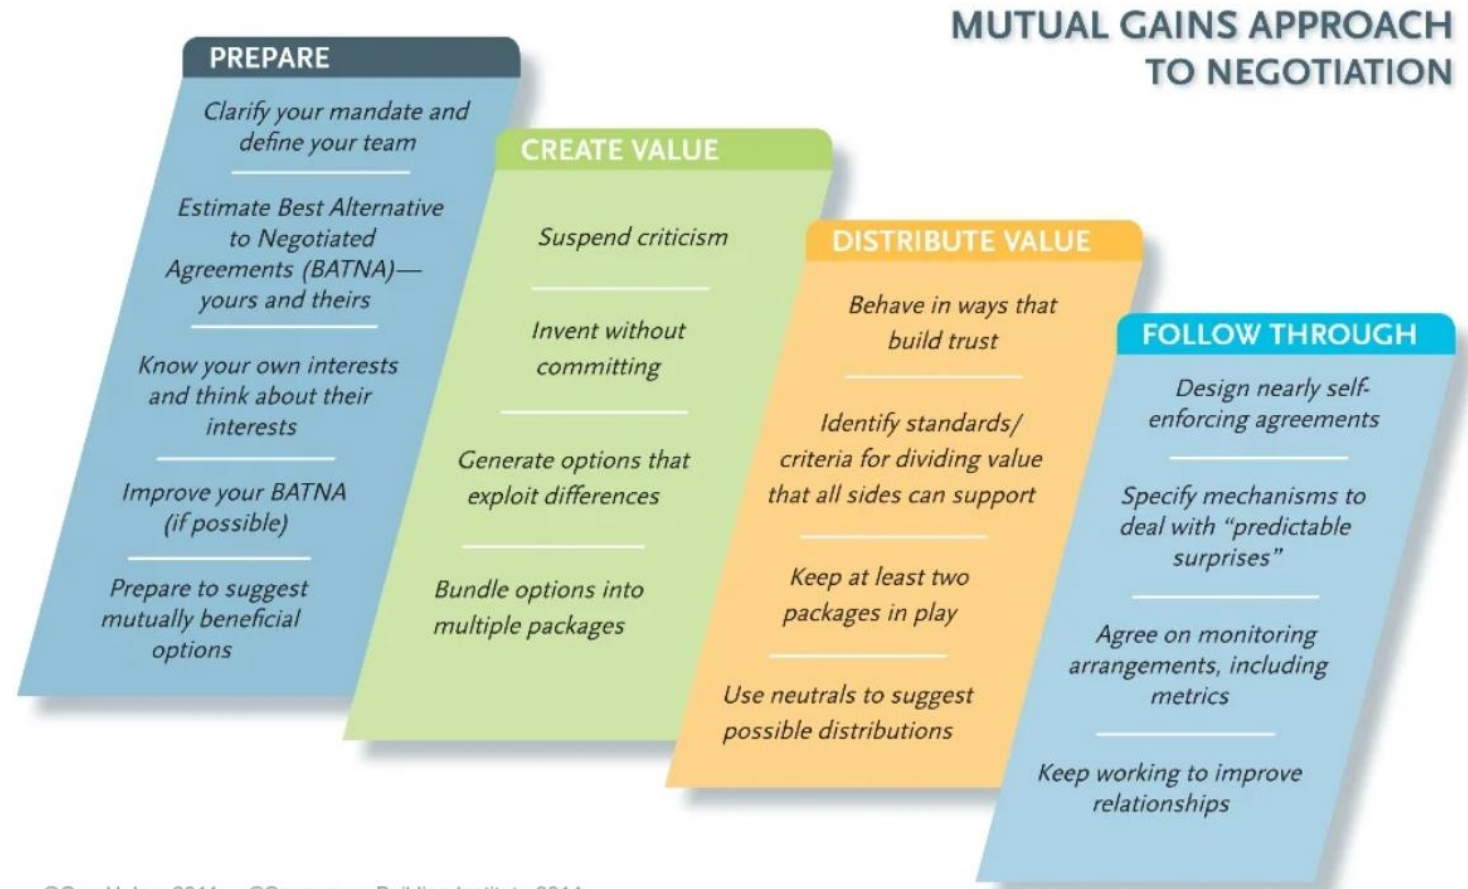 MUTUAL GAINS APPROACH
TO NEGOTIATION
PREPARE
Clarify your mandate and
define your team
Estimate Best Alternative
to Negotiated
Agreements (BATNA)—
yours and theirs
Know your own interests
and think about their
interests
Improve your BATNA
(if possible)
Prepare to suggest
mutually beneficial
options
CREATE VALUE
Suspend criticism
Invent without
committing
Generate options that
exploit differences
Bundle options into
multiple packages
DISTRIBUTE VALUE
Behave in ways that
build trust
Identify standards/
criteria for dividing value
that all sides can support
Keep at least two
packages in play
Use neutrals to suggest
possible distributions
FOLLOW THROUGH
Design nearly self-
enforcing agreements
Specify mechanisms to
deal with “predictable
surprises”
Agree on monitoring
arrangements, including
metrics
Keep working to improve
relationships